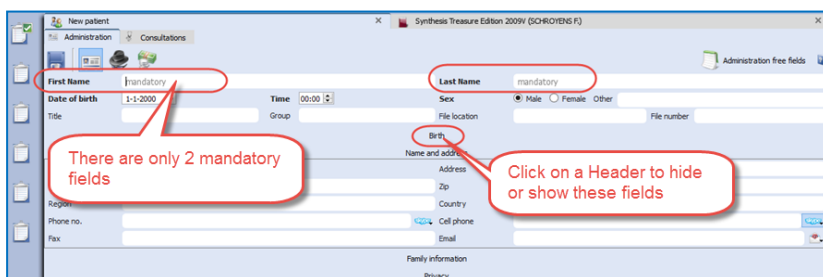 New patient
Synthesis Treasure Edition 2009V (SCHROYENS F.)
Administration Consultations
Administration free fields
First Name mandatory Last Name mandatory
Date of birth 1-1-2000 Time 00:00 Sex Male Female Other
Title Group File location File number
Birth
Name and address
There are only 2 mandatory
fields
Click on a Header to hide
or show these fields
Address
Zip
Region Country
Phone no. Cell phone
Fax Email
Family information
Privacy